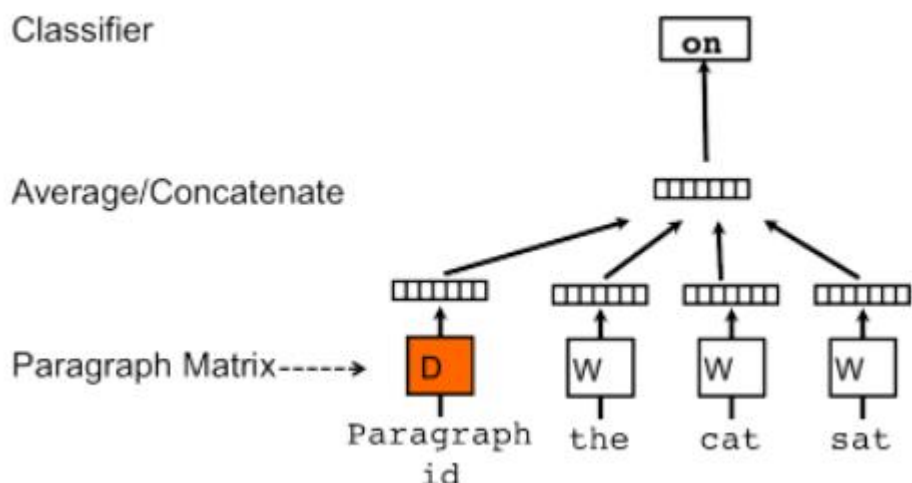 Classifier
on
Average/Concatenate
Paragraph Matrix
D
W
W
W
Paragraph
id
the
cat
sat